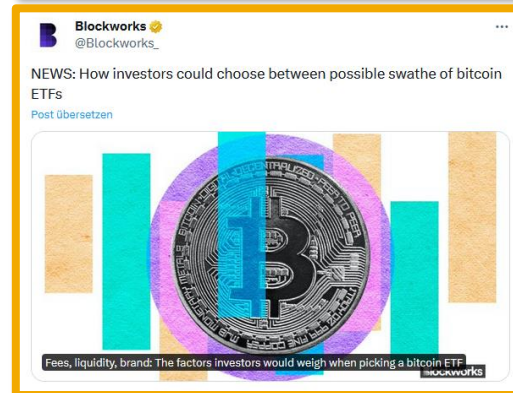 Blockworks
@Blockworks_
NEWS: How investors could choose between possible swathe of bitcoin
ETFs
Post übersetzen
Fees, liquidity, brand: The factors investors would weigh when picking a bitcoin ETF